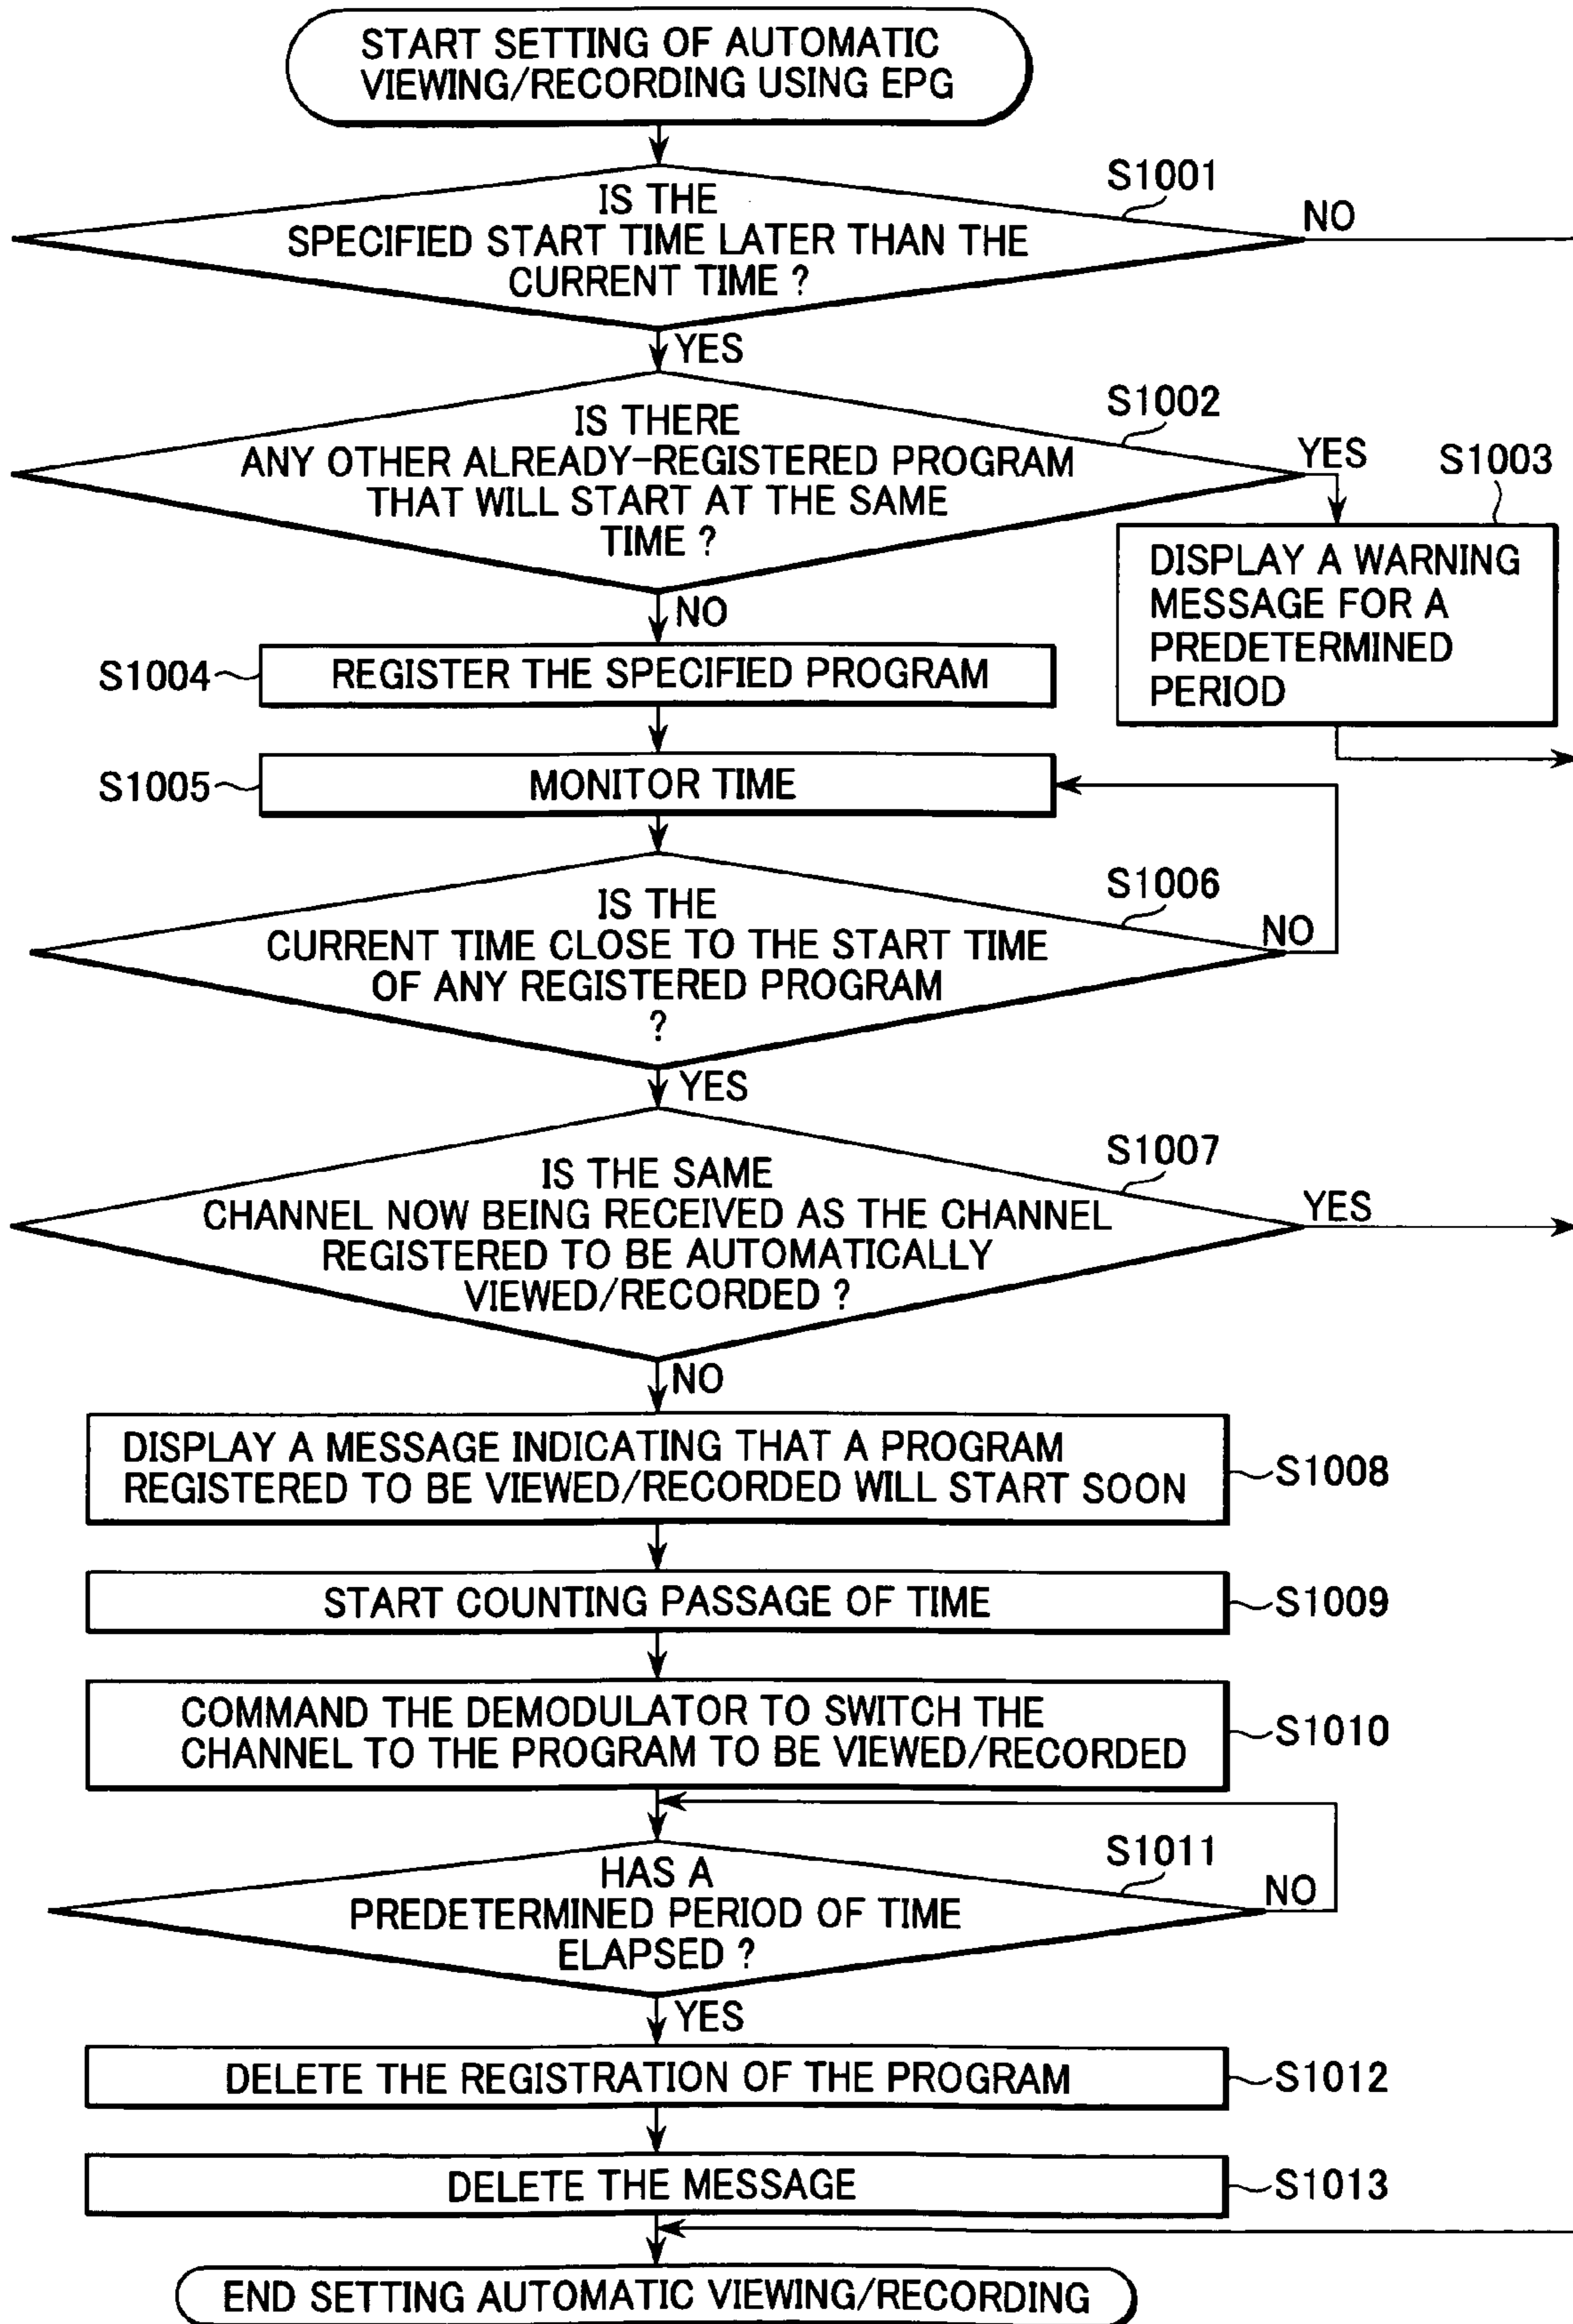 START SETTING OF AUTOMATIC
VIEWING/RECORDING USING EPG
S1001
IS THE
SPECIFIED START TIME LATER THAN THE
CURRENT TIME ?
NO
YES
S1002
IS THERE
ANY OTHER ALREADY-REGISTERED PROGRAM
THAT WILL START AT THE SAME
TIME ?
YES
S1003
DISPLAY A WARNING
MESSAGE FOR A
PREDETERMINED
PERIOD
NO
S1004
REGISTER THE SPECIFIED PROGRAM
S1005
MONITOR TIME
S1006
IS THE
CURRENT TIME CLOSE TO THE START TIME
OF ANY REGISTERED PROGRAM
?
NO
YES
S1007
IS THE SAME
CHANNEL NOW BEING RECEIVED AS THE CHANNEL
REGISTERED TO BE AUTOMATICALLY
VIEWED/RECORDED ?
YES
NO
DISPLAY A MESSAGE INDICATING THAT A PROGRAM
REGISTERED TO BE VIEWED/RECORDED WILL START SOON
S1008
START COUNTING PASSAGE OF TIME
S1009
COMMAND THE DEMODULATOR TO SWITCH THE
CHANNEL TO THE PROGRAM TO BE VIEWED/RECORDED
S1010
S1011
HAS A
PREDETERMINED PERIOD OF TIME
ELAPSED ?
NO
YES
DELETE THE REGISTRATION OF THE PROGRAM
S1012
DELETE THE MESSAGE
S1013
END SETTING AUTOMATIC VIEWING/RECORDING